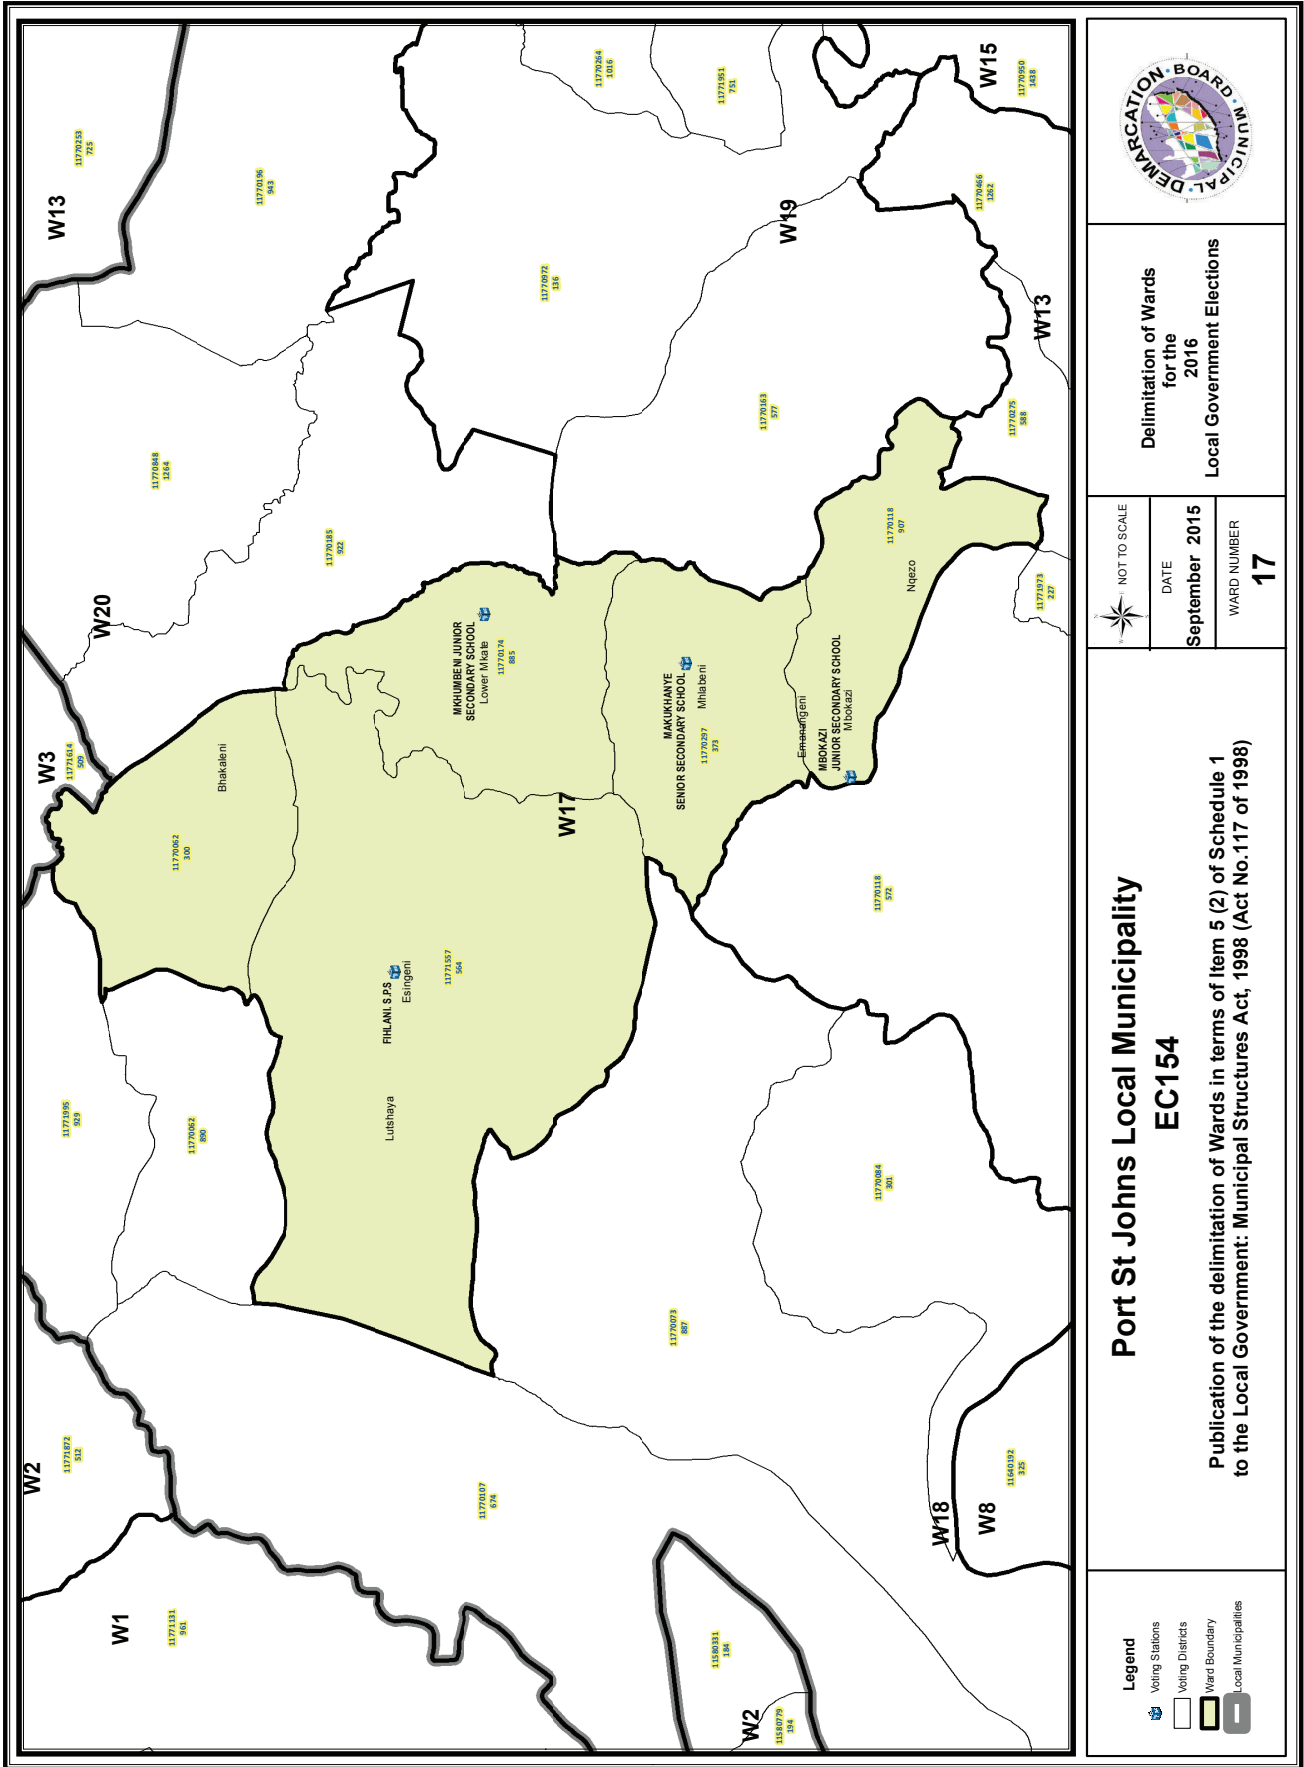 W13
11770253
725
11770196
943
11770264
1016
11771951
751
W15
11770950
1438
11770466
1262
W19
11770972
136
W13
11770163
577
11770275
588
11770848
1264
11770185
922
W20
11770118
907
Nqezo
11771973
227
MKHUMBENI JUNIOR
SECONDARY SCHOOL
Lower Mkate
11770174
885
MAKUKHANYE
SENIOR SECONDARY SCHOOL
Mhlabeni
11770297
373
Emanangeni
MBOKAZI
JUNIOR SECONDARY SCHOOL
Mbokazi
W3
11771614
509
Bhakaleni
11770062
300
W17
11770118
572
FIHLANI. S.P.S
Esingeni
11771557
564
Lutshaya
11771995
929
11770062
890
11770084
301
11770073
887
W2
11771872
512
11770107
674
W18
W8
11640192
325
W1
11771131
961
11580331
184
W2
11580779
194
Legend
Voting Stations
Voting Districts
Ward Boundary
Local Municipalities
Port St Johns Local Municipality
EC154
Publication of the delimitation of Wards in terms of Item 5 (2) of Schedule 1
to the Local Government: Municipal Structures Act, 1998 (Act No.117 of 1998)
N
W
E
S
NOT TO SCALE
DATE
September 2015
WARD NUMBER
17
Delimitation of Wards
for the
2016
Local Government Elections
MUNICIPAL • DEMARCATION • BOARD •